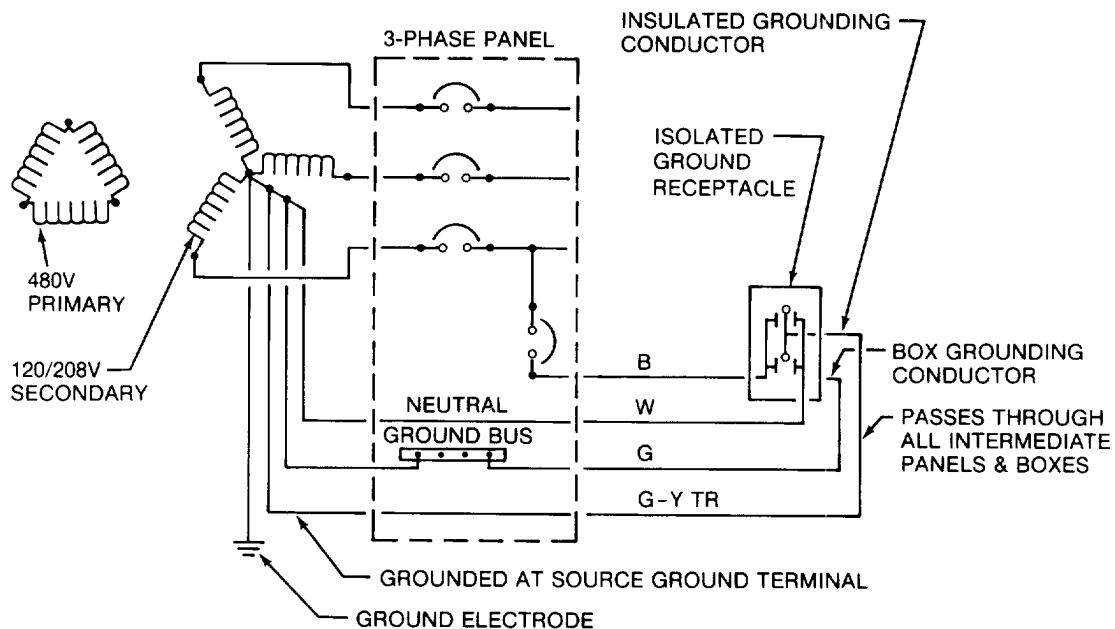 INSULATED GROUNDING
CONDUCTOR
3-PHASE PANEL
ISOLATED
GROUND
RECEPTACLE
480V
PRIMARY
120/208V
SECONDARY
B
BOX GROUNDING
CONDUCTOR
NEUTRAL
W
GROUND BUS
G
PASSES THROUGH
ALL INTERMEDIATE
PANELS & BOXES
G-Y TR
GROUNDED AT SOURCE GROUND TERMINAL
GROUND ELECTRODE